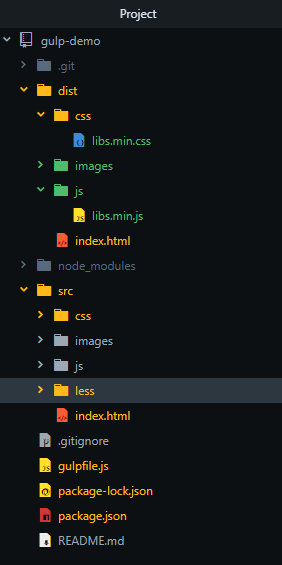 Project
gulp-demo
.git
dist
css
libs.min.css
images
js
libs.min.js
index.html
node_modules
src
css
images
js
less
index.html
.gitignore
gulpfile.js
package-lock.json
package.json
README.md